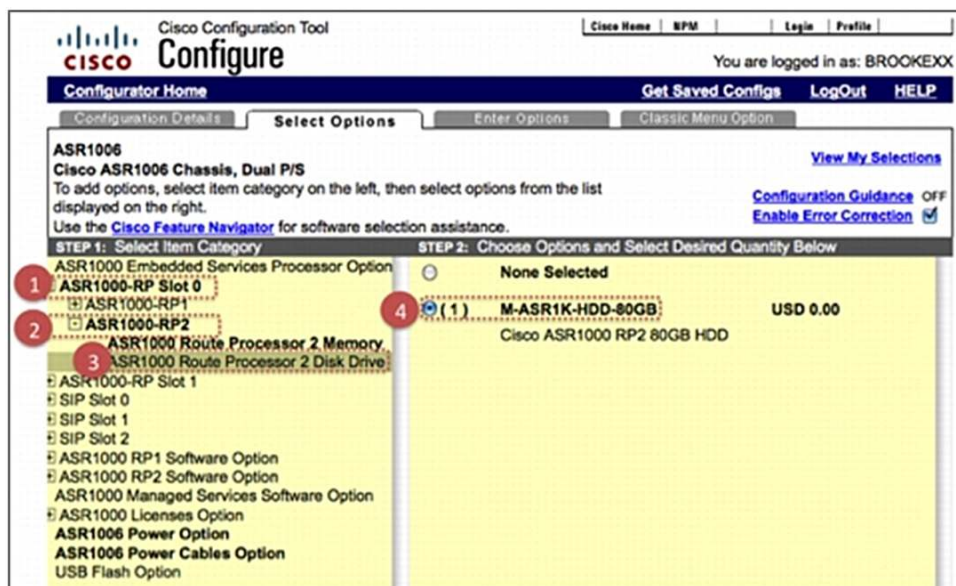 Cisco Configuration Tool
Cisco Home NPM Login Profile
CISCO Configure
You are logged in as: BROOKEXX
Configurator Home Get Saved Configs LogOut HELP
Configuration Details Select Options Enter Options Classic Menu Option
ASR1006
Cisco ASR1006 Chassis, Dual P/S
View My Selections
To add options, select item category on the left, then select options from the list
displayed on the right.
Configuration Guidance OFF
Use the Cisco Feature Navigator for software selection assistance.
Enable Error Correction
STEP 1: Select Item Category
ASR1000 Embedded Services Processor Option
1 ASR1000-RP Slot 0
ASR1000-RP1
2 ASR1000-RP2
ASR1000 Route Processor 2 Memory
3 ASR1000 Route Processor 2 Disk Drive
ASR1000-RP Slot 1
SIP Slot 0
SIP Slot 1
SIP Slot 2
ASR1000 RP1 Software Option
ASR1000 RP2 Software Option
ASR1000 Managed Services Software Option
ASR1000 Licenses Option
ASR1006 Power Option
ASR1006 Power Cables Option
USB Flash Option
STEP 2: Choose Options and Select Desired Quantity Below
None Selected
4 ( 1 ) M-ASR1K-HDD-80GB USD 0.00
Cisco ASR1000 RP2 80GB HDD